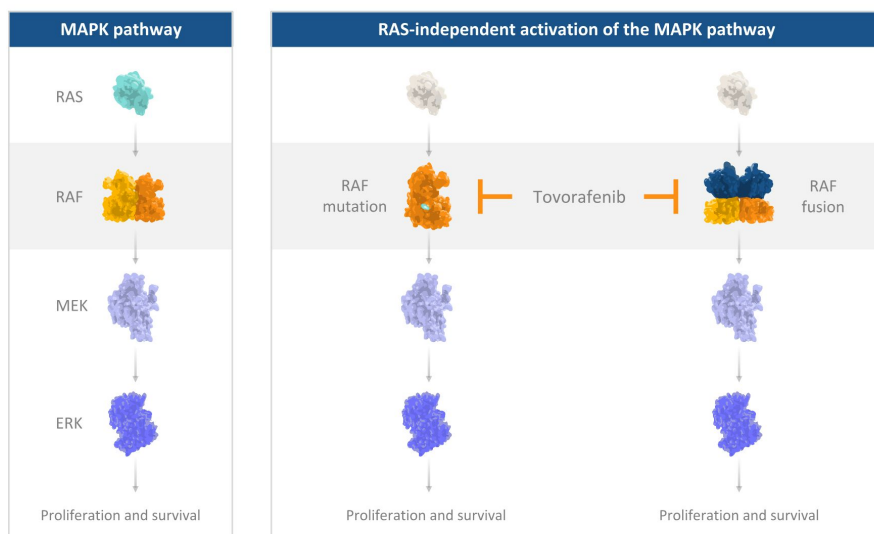 MAPK pathway
RAS-independent activation of the MAPK pathway
RAS
RAF
RAF
mutation
Tovorafenib
RAF
fusion
MEK
ERK
Proliferation and survival
Proliferation and survival
Proliferation and survival